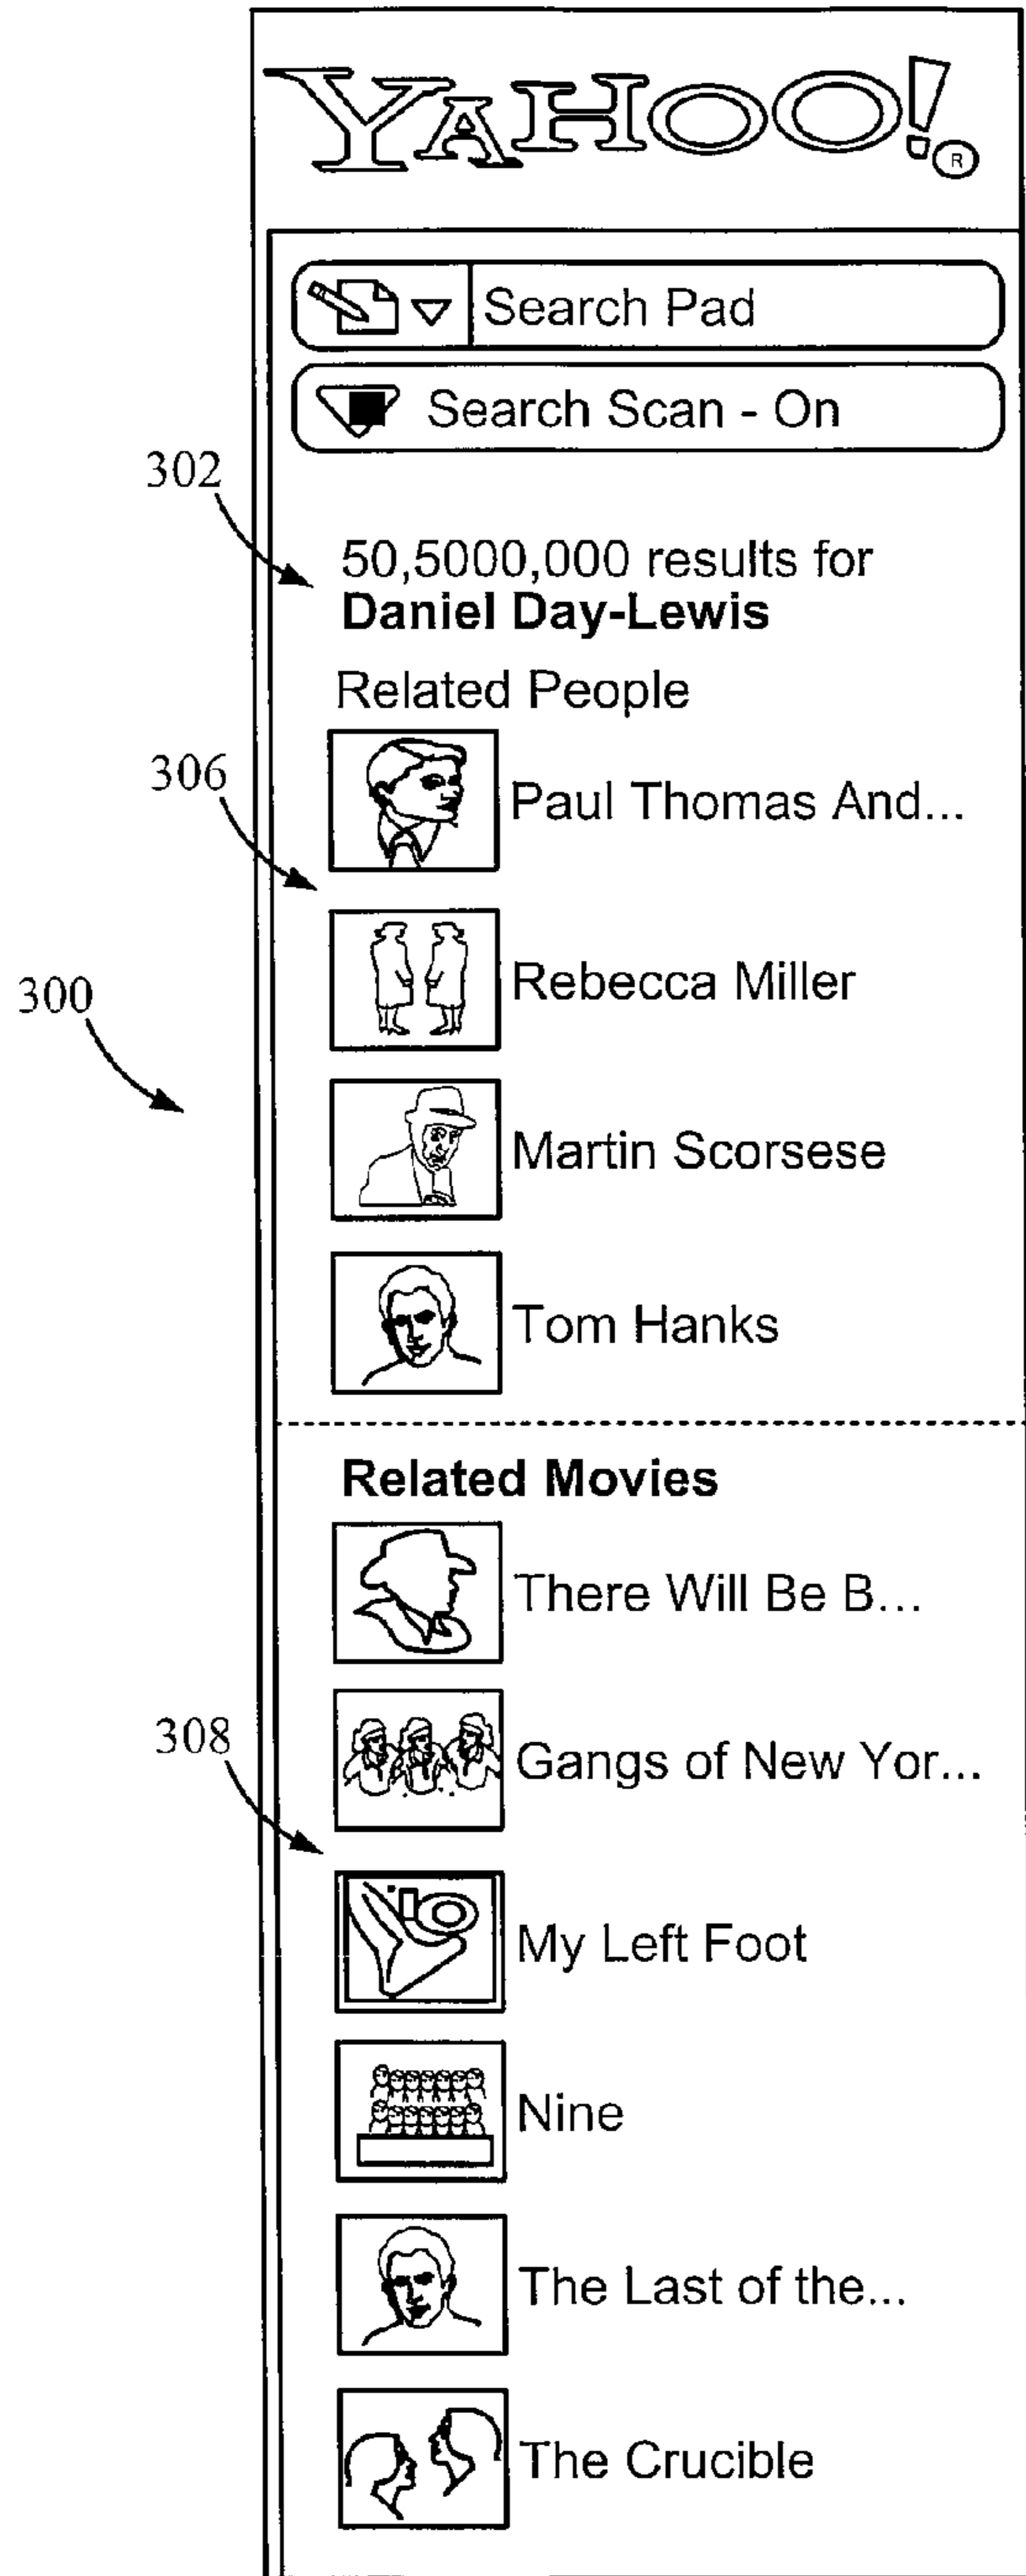 YAHOO!®
Search Pad
Search Scan - On
302
50,5000,000 results for
Daniel Day-Lewis
Related People
306
Paul Thomas And...
Rebecca Miller
300
Martin Scorsese
Tom Hanks
Related Movies
There Will Be B...
308
Gangs of New Yor...
My Left Foot
Nine
The Last of the...
The Crucible